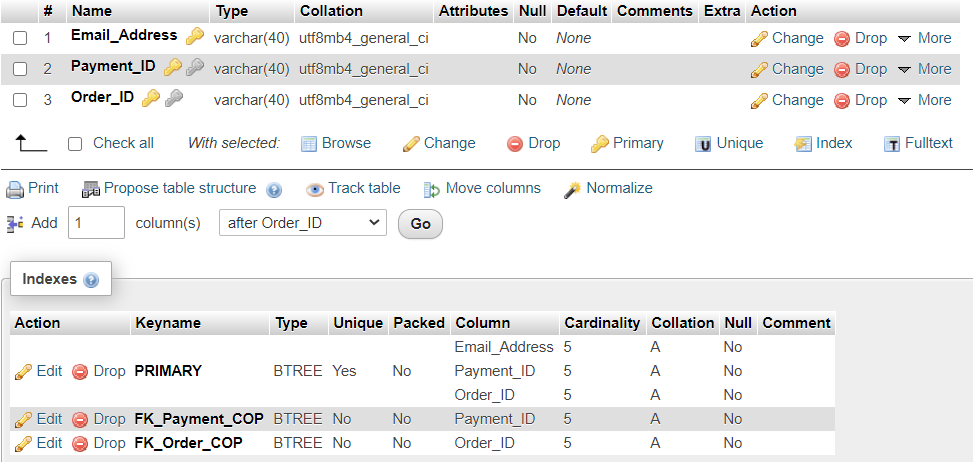 # Name Type Collation Attributes Null Default Comments Extra Action
1 Email_Address varchar(40) utf8mb4_general_ci No None Change Drop More
2 Payment_ID varchar(40) utf8mb4_general_ci No None Change Drop More
3 Order_ID varchar(40) utf8mb4_general_ci No None Change Drop More
Check all With selected: Browse Change Drop Primary U Unique Index T Fulltext
Print Propose table structure Track table Move columns Normalize
Add 1 column(s) after Order_ID Go
Indexes
Action Keyname Type Unique Packed Column Cardinality Collation Null Comment
Email_Address 5 A No
Edit Drop PRIMARY BTREE Yes No Payment_ID 5 A No
Order_ID 5 A No
Edit Drop FK_Payment_COP BTREE No No Payment_ID 5 A No
Edit Drop FK_Order_COP BTREE No No Order_ID 5 A No